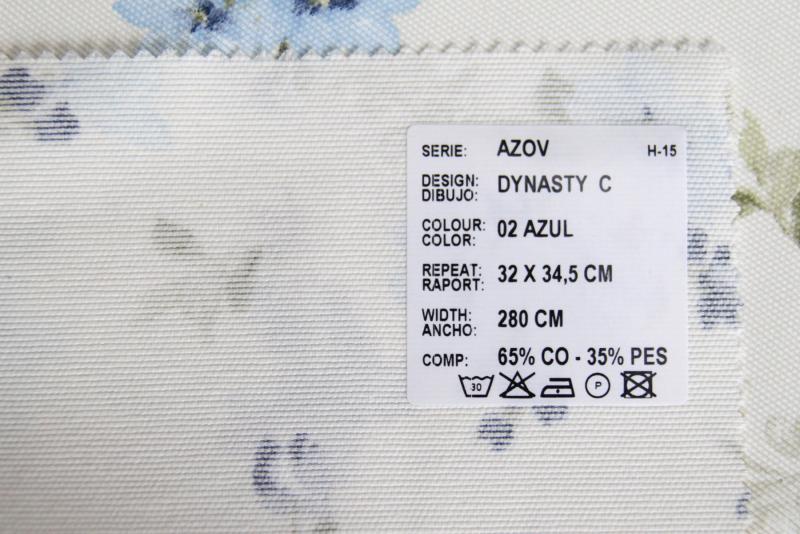 SERIE: AZOV H-15
DESIGN: DYNASTY C
DIBUJO:
COLOUR: 02 AZUL
COLOR:
REPEAT: 32 X 34,5 CM
RAPORT:
WIDTH: 280 CM
ANCHO:
COMP: 65% CO - 35% PES
30 P